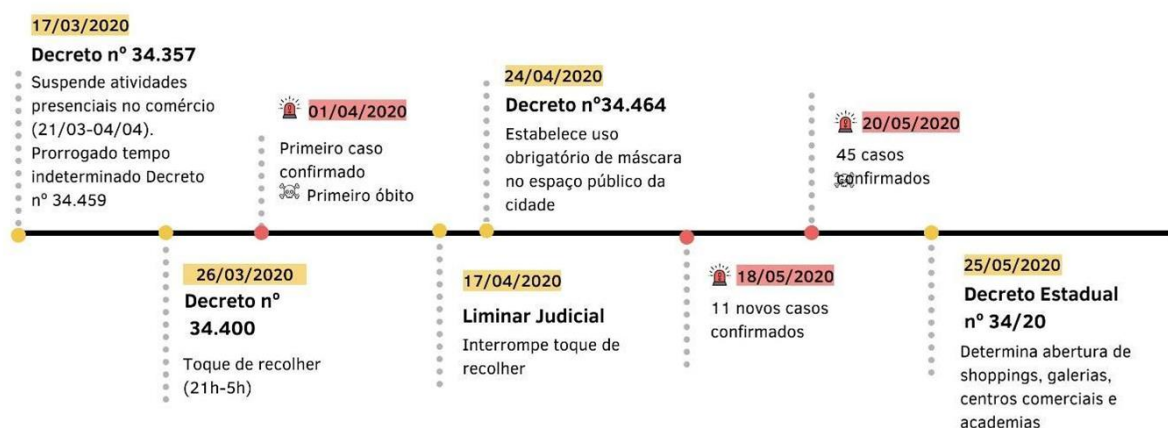 17/03/2020
Decreto nº 34.357
Suspende atividades
presenciais no comércio
(21/03-04/04).
Prorrogado tempo
indeterminado Decreto
nº 34.459
26/03/2020
Decreto nº
34.400
Toque de recolher
(21h-5h)
01/04/2020
Primeiro caso
confirmado
Primeiro óbito
17/04/2020
Liminar Judicial
Interrompe toque de
recolher
24/04/2020
Decreto nº34.464
Estabelece uso
obrigatório de máscara
no espaço público da
cidade
18/05/2020
11 novos casos
confirmados
20/05/2020
45 casos
confirmados
25/05/2020
Decreto Estadual
nº 34/20
Determina abertura de
shoppings, galerias,
centros comerciais e
academias